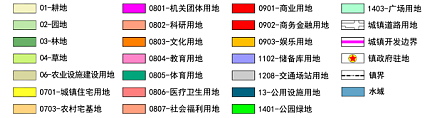 01-耕地
02-园地
03-林地
04-草地
06-农业设施建设用地
0701-城镇住宅用地
0703-农村宅基地
0801-机关团体用地
0802-科研用地
0803-文化用地
0804-教育用地
0805-体育用地
0806-医疗卫生用地
0807-社会福利用地
0901-商业用地
0902-商务金融用地
0903-娱乐用地
1102-储备库用地
1208-交通场站用地
13-公用设施用地
1401-公园绿地
1403-广场用地
城镇道路用地
城镇开发边界
镇政府驻地
镇界
水域